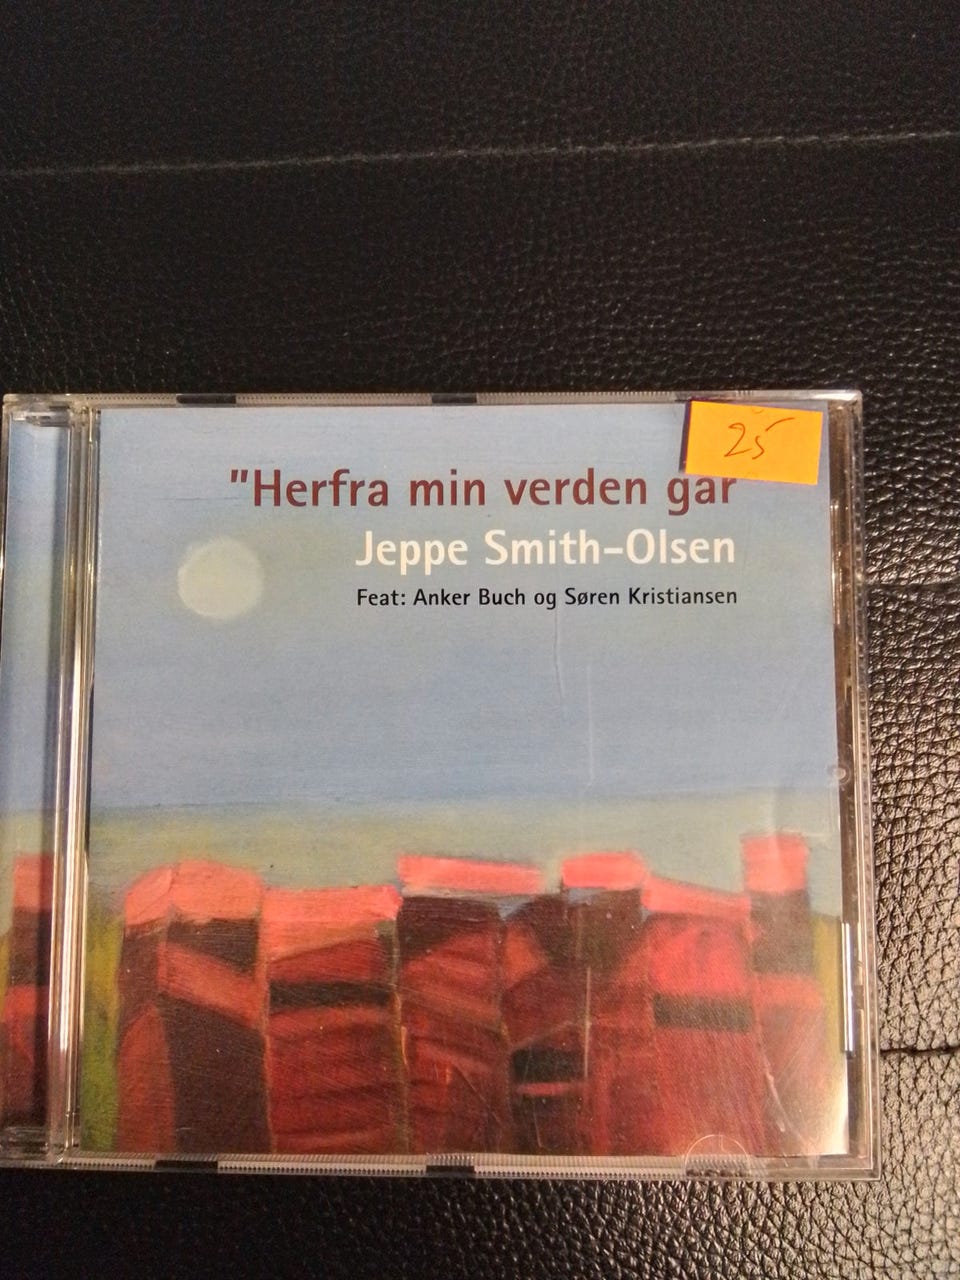 25
"Herfra min verden går
Jeppe Smith-Olsen
Feat: Anker Buch og Søren Kristiansen